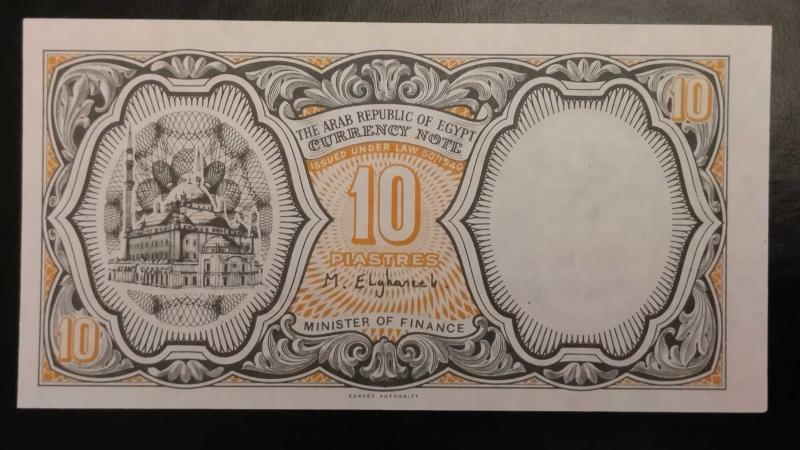 10
THE ARAB REPUBLIC OF EGYPT
CURRENCY NOTE
ISSUED UNDER LAW 50/1940
10
PIASTRES
M. Elghareeb
MINISTER OF FINANCE
10
SURVEY AUTHORITY